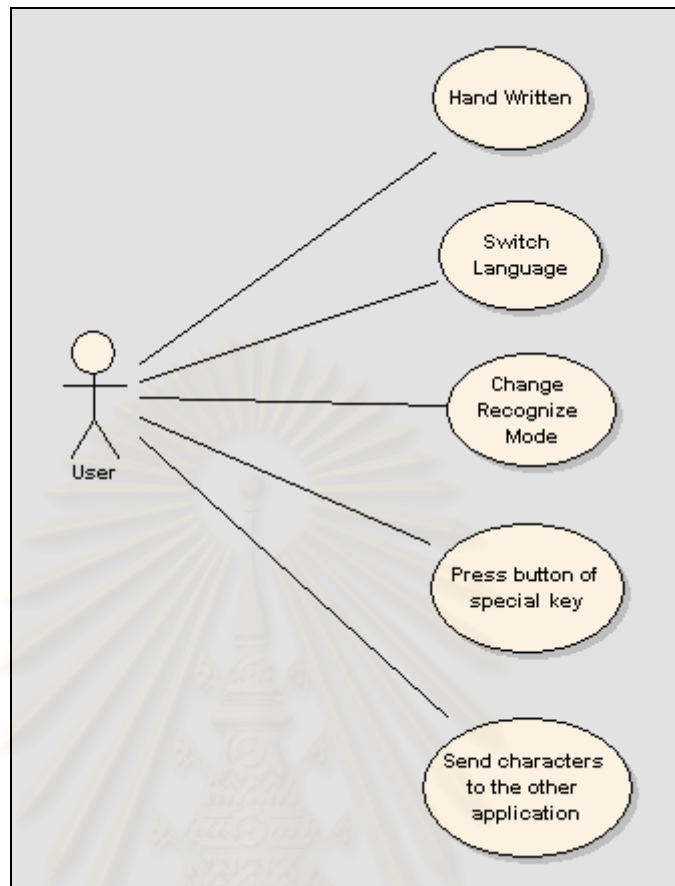 Hand Written
Switch
Language
Change
Recognize
Mode
User
Press button of
special key
Send characters
to the other
application